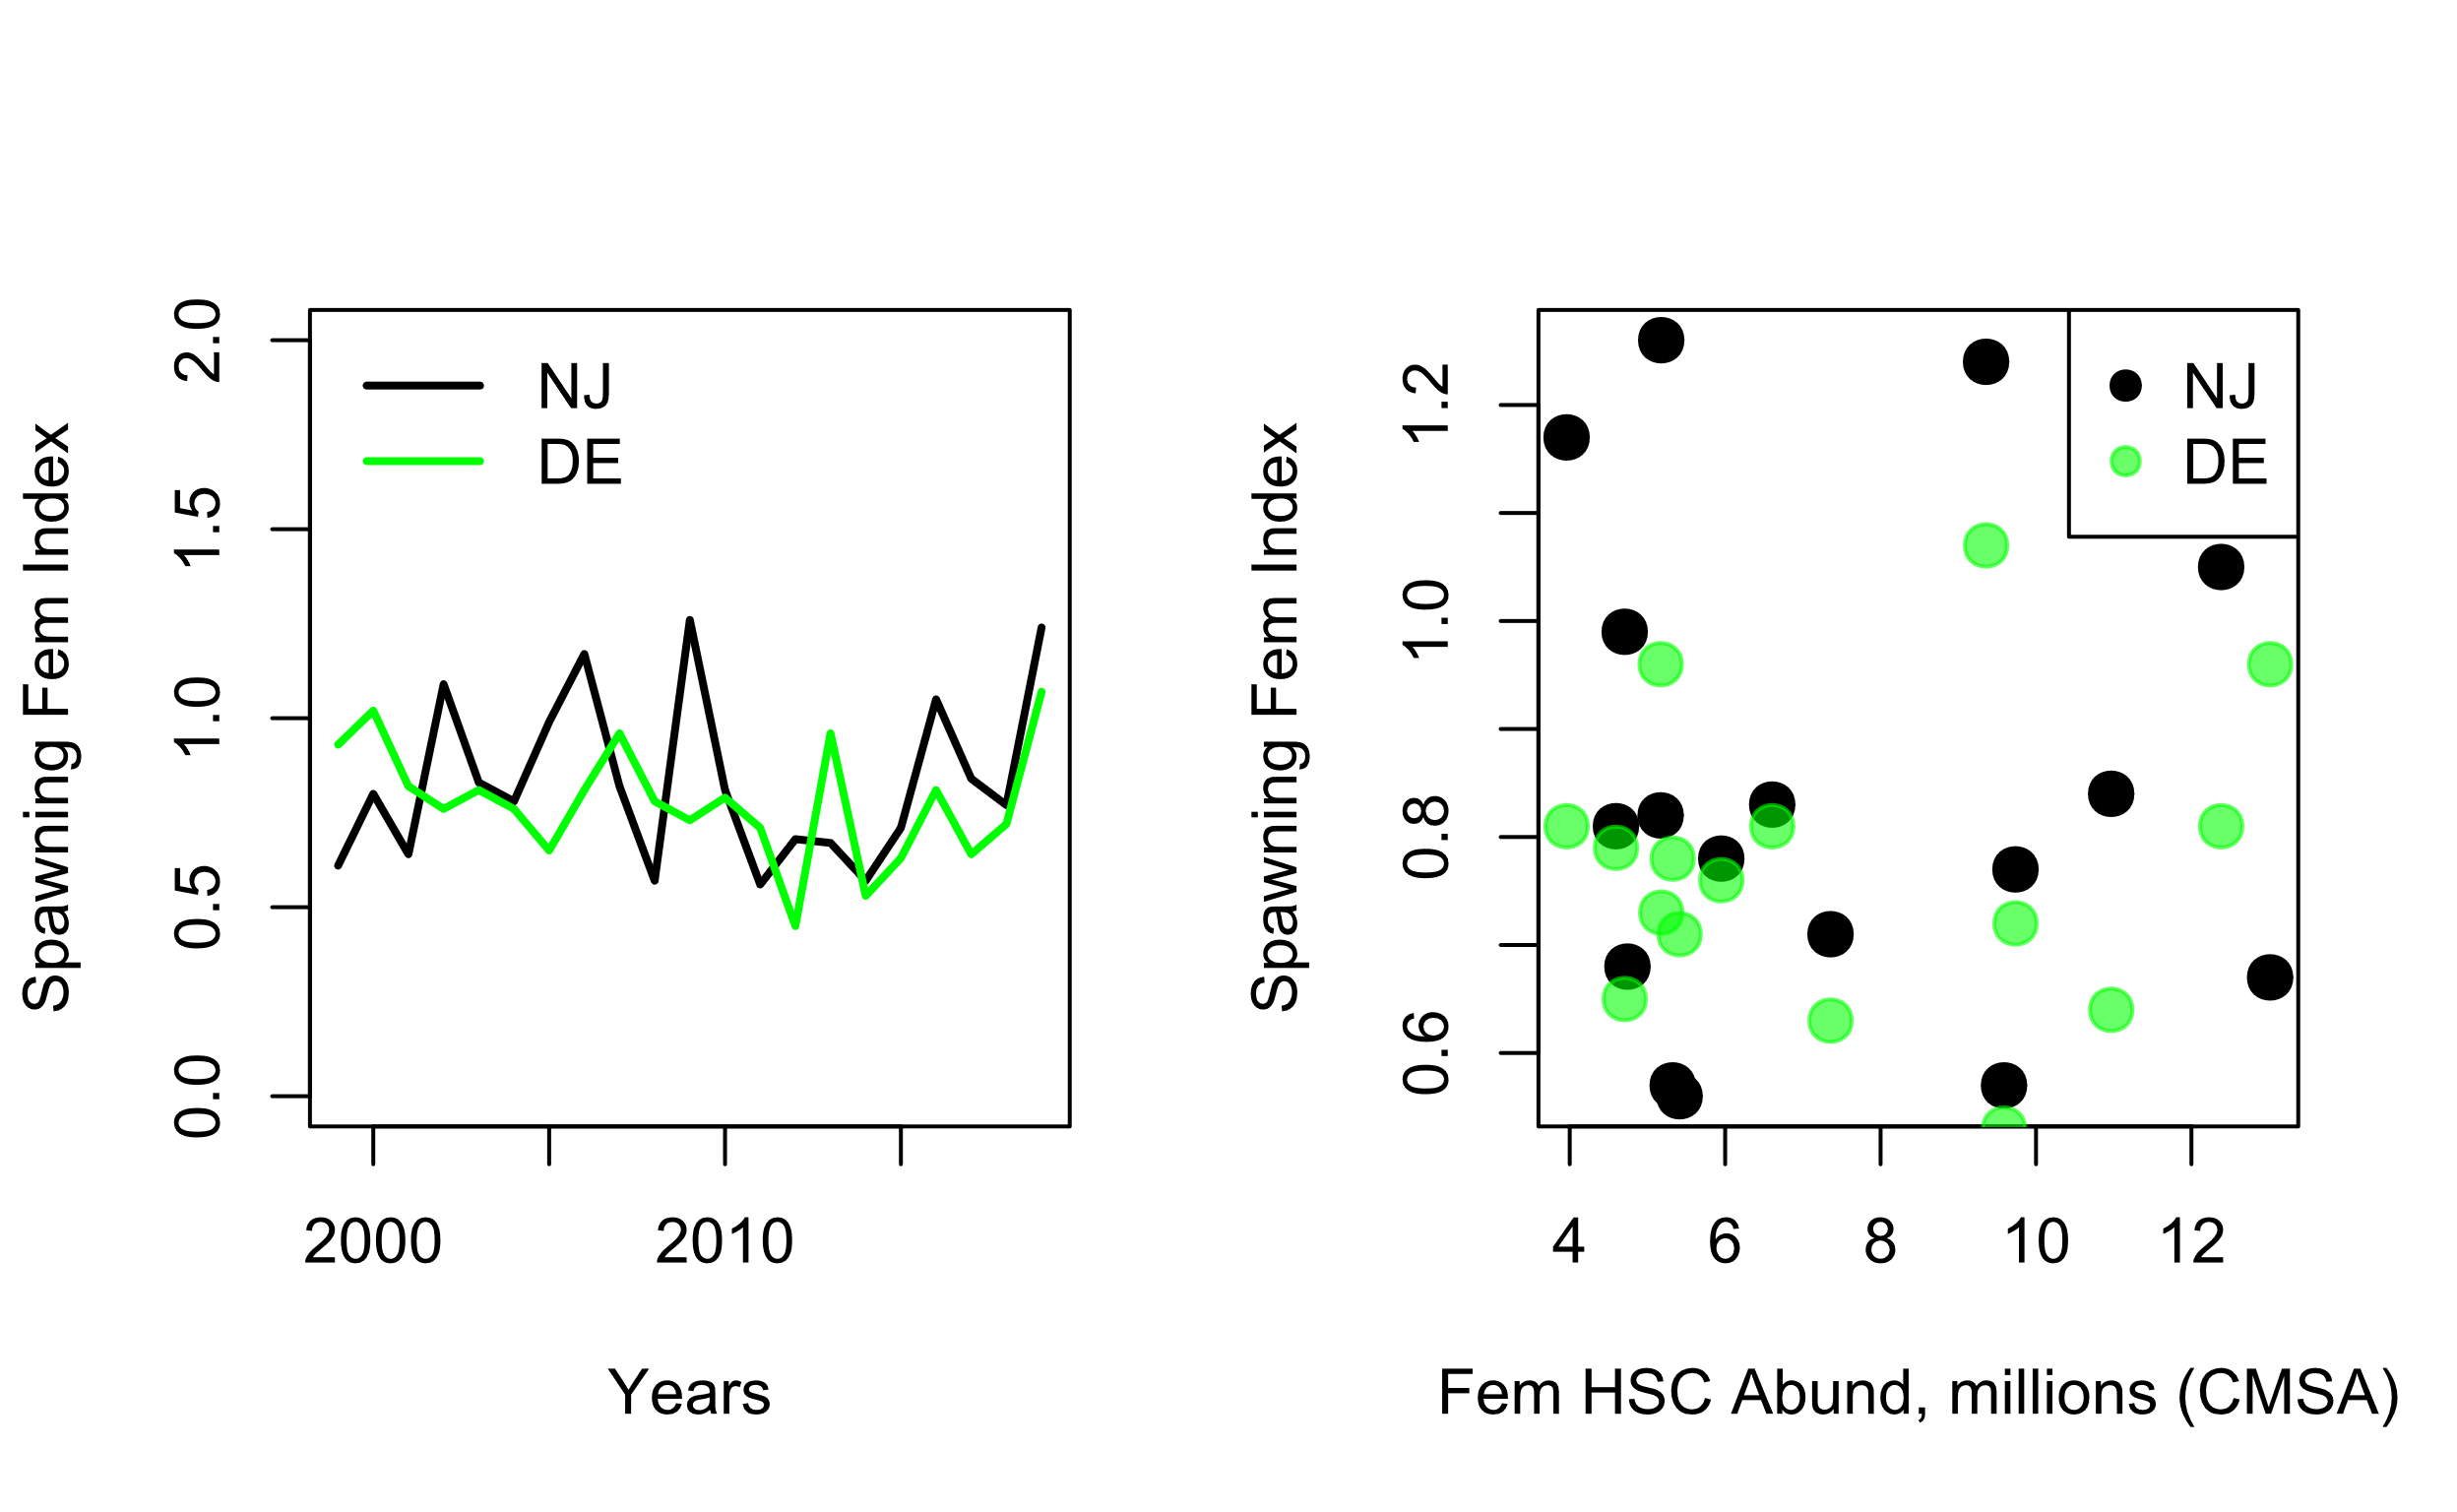 Spawning Fem Index
2.0
1.5
1.0
0.5
0.0
NJ
DE
2000
2010
Years
Spawning Fem Index
1.2
1.0
0.8
0.6
NJ
DE
4
6
8
10
12
Fem HSC Abund, millions (CMSA)